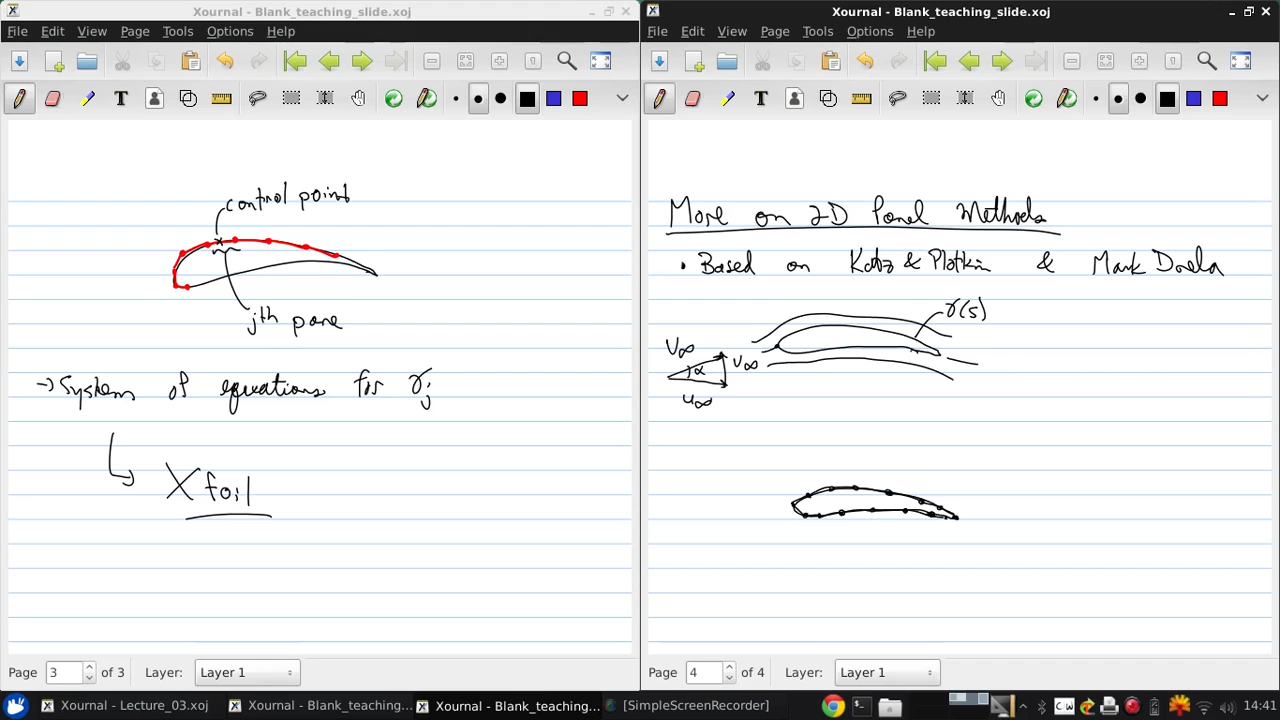 Xournal - Blank_teaching_slide.xoj
File Edit View Page Tools Options Help
control point
jth pane
→ System of equations for γj
Xfoil
Page 3 of 3 Layer: Layer 1
Xournal - Blank_teaching_slide.xoj
File Edit View Page Tools Options Help
More on 2D Panel Methods
• Based on Katz & Plotkin & Mark Drela
γ(s)
V∞
α
v∞
u∞
Page 4 of 4 Layer: Layer 1
Xournal - Lecture_03.xoj
Xournal - Blank_teaching...
Xournal - Blank_teaching...
[SimpleScreenRecorder]
14:41